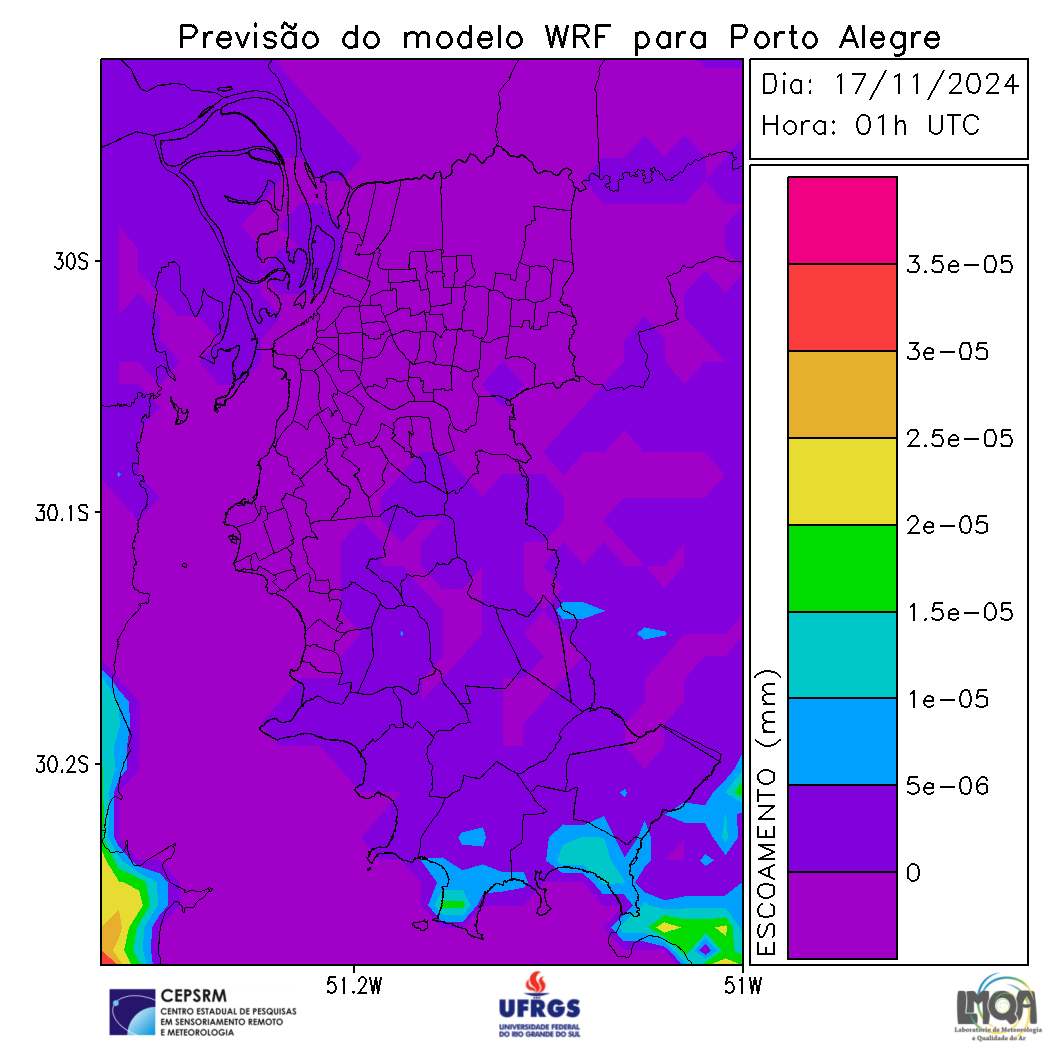 Previsão do modelo WRF para Porto Alegre
Dia: 17/11/2024
Hora: 01h UTC
30S
30.1S
30.2S
51.2W
51W
3.5e-05
3e-05
2.5e-05
2e-05
1.5e-05
1e-05
5e-06
0
ESCOAMENTO (mm)
CEPSRM
CENTRO ESTADUAL DE PESQUISAS
EM SENSORIAMENTO REMOTO
E METEOROLOGIA
UFRGS
UNIVERSIDADE FEDERAL
DO RIO GRANDE DO SUL
LMQA
Laboratório de Meteorologia
e Qualidade do Ar